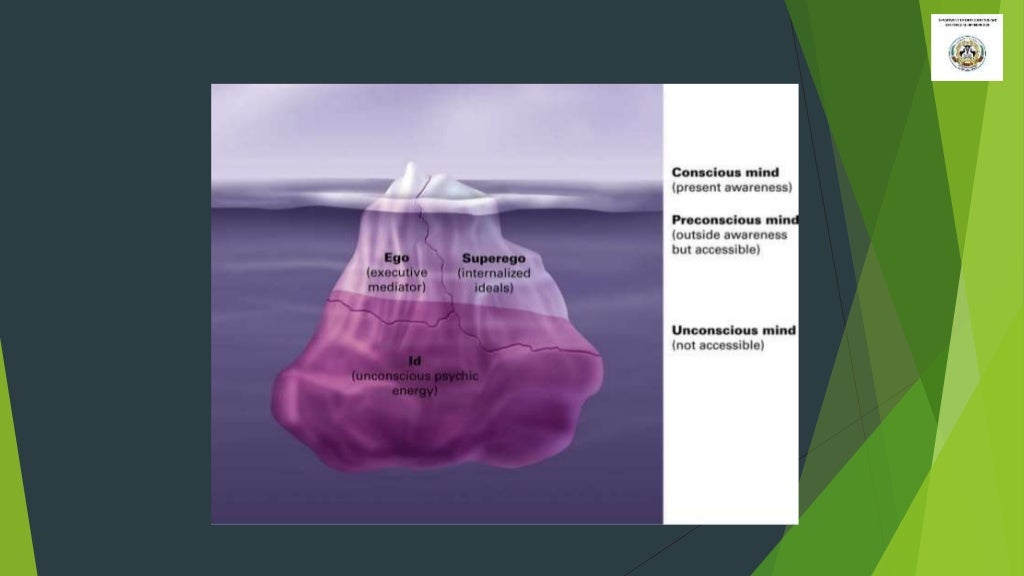 Conscious mind
(present awareness)
Preconscious mind
(outside awareness
but accessible)
Ego
(executive
mediator)
Superego
(internalized
ideals)
Unconscious mind
(not accessible)
Id
(unconscious psychic
energy)